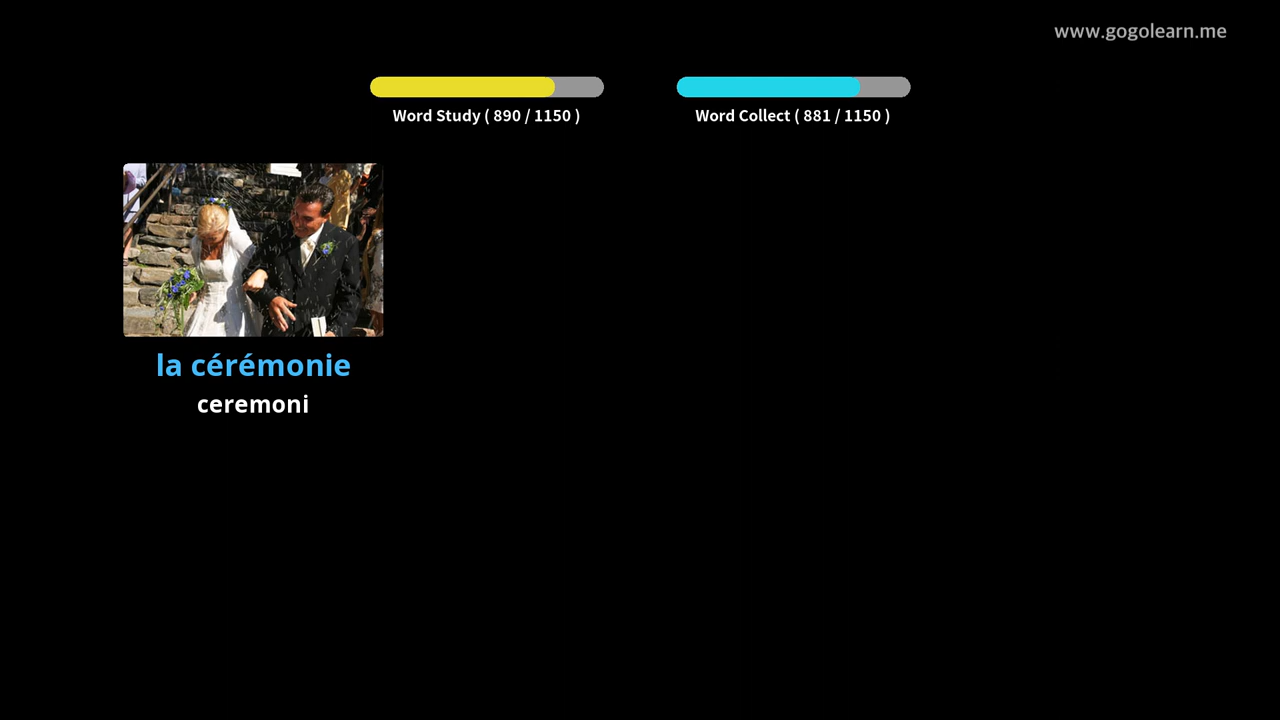 www.gogolearn.me
Word Study ( 890 / 1150 )
Word Collect ( 881 / 1150 )
la cérémonie
ceremoni